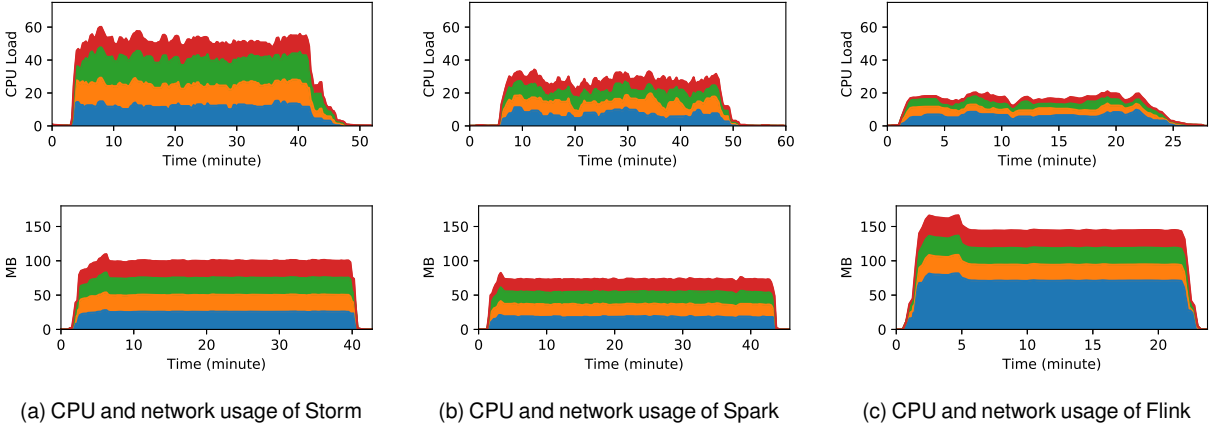 CPU Load
60
40
20
0
0 10 20 30 40 50
Time (minute)
CPU Load
60
40
20
0
0 10 20 30 40 50 60
Time (minute)
CPU Load
60
40
20
0
0 5 10 15 20 25
Time (minute)
MB
150
100
50
0
0 10 20 30 40
Time (minute)
MB
150
100
50
0
0 10 20 30 40
Time (minute)
MB
150
100
50
0
0 5 10 15 20
Time (minute)
(a) CPU and network usage of Storm
(b) CPU and network usage of Spark
(c) CPU and network usage of Flink